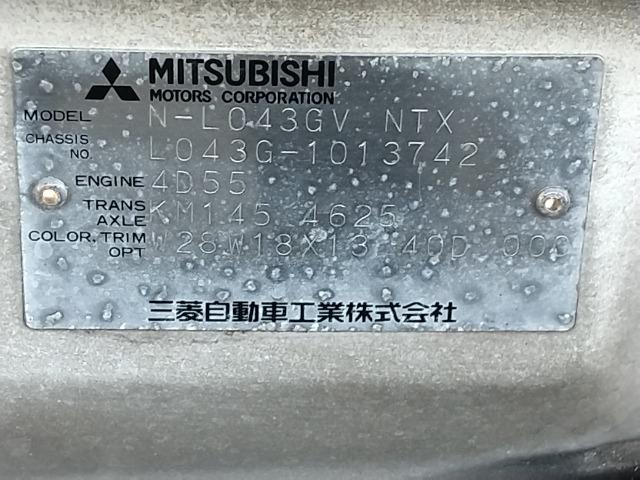 MITSUBISHI
MOTORS CORPORATION
MODEL N-L043GV NTX
CHASSIS NO. L043G-1013742
ENGINE 4D55
TRANS AXLE KM145 4625
COLOR, TRIM OPT W28W18X13 40D 000
三菱自動車工業株式会社